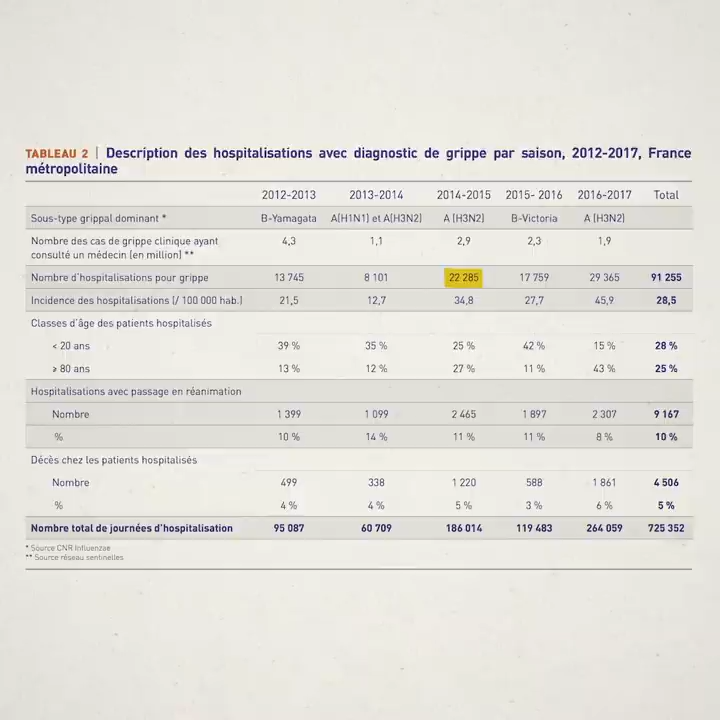 TABLEAU 2 | Description des hospitalisations avec diagnostic de grippe par saison, 2012-2017, France
métropolitaine
2012-2013 2013-2014 2014-2015 2015- 2016 2016-2017 Total
Sous-type grippal dominant * B-Yamagata A(H1N1) et A(H3N2) A (H3N2) B-Victoria A (H3N2)
Nombre des cas de grippe clinique ayant
consulté un médecin (en million) ** 4,3 1,1 2,9 2,3 1,9
Nombre d'hospitalisations pour grippe 13 745 8 101 22 285 17 759 29 365 91 255
Incidence des hospitalisations (/ 100 000 hab.) 21,5 12,7 34,8 27,7 45,9 28,5
Classes d'âge des patients hospitalisés
< 20 ans 39 % 35 % 25 % 42 % 15 % 28 %
≥ 80 ans 13 % 12 % 27 % 11 % 43 % 25 %
Hospitalisations avec passage en réanimation
Nombre 1 399 1 099 2 465 1 897 2 307 9 167
% 10 % 14 % 11 % 11 % 8 % 10 %
Décès chez les patients hospitalisés
Nombre 499 338 1 220 588 1 861 4 506
% 4 % 4 % 5 % 3 % 6 % 5 %
Nombre total de journées d'hospitalisation 95 087 60 709 186 014 119 483 264 059 725 352
* Source CNR Influenzae
** Source réseau sentinelles